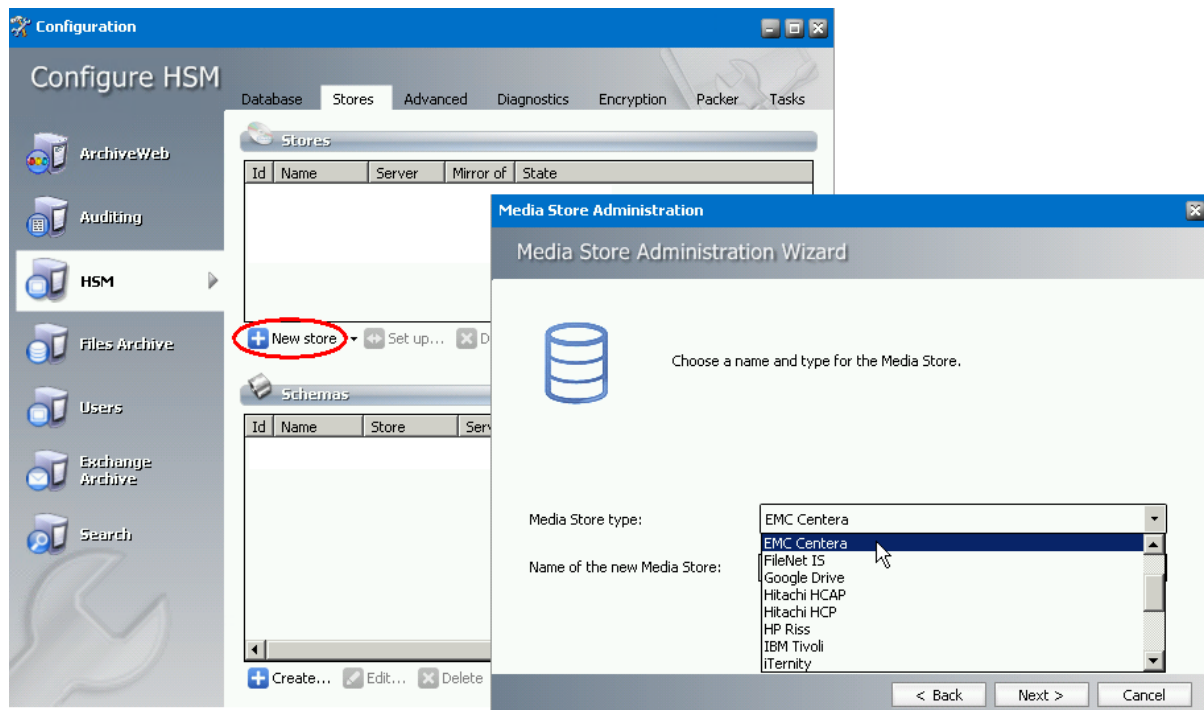 Configuration
Configure HSM
Database Stores Advanced Diagnostics Encryption Packer Tasks
ArchiveWeb
Auditing
HSM
Files Archive
Users
Exchange
Archive
Search
Stores
Id Name Server Mirror of State
New store Set up... D
Schemas
Id Name Store Serv
Create... Edit... Delete
Media Store Administration
Media Store Administration Wizard
Choose a name and type for the Media Store.
Media Store type: EMC Centera
Name of the new Media Store:
EMC Centera
FileNet IS
Google Drive
Hitachi HCAP
Hitachi HCP
HP Riss
IBM Tivoli
iTernity
< Back Next > Cancel